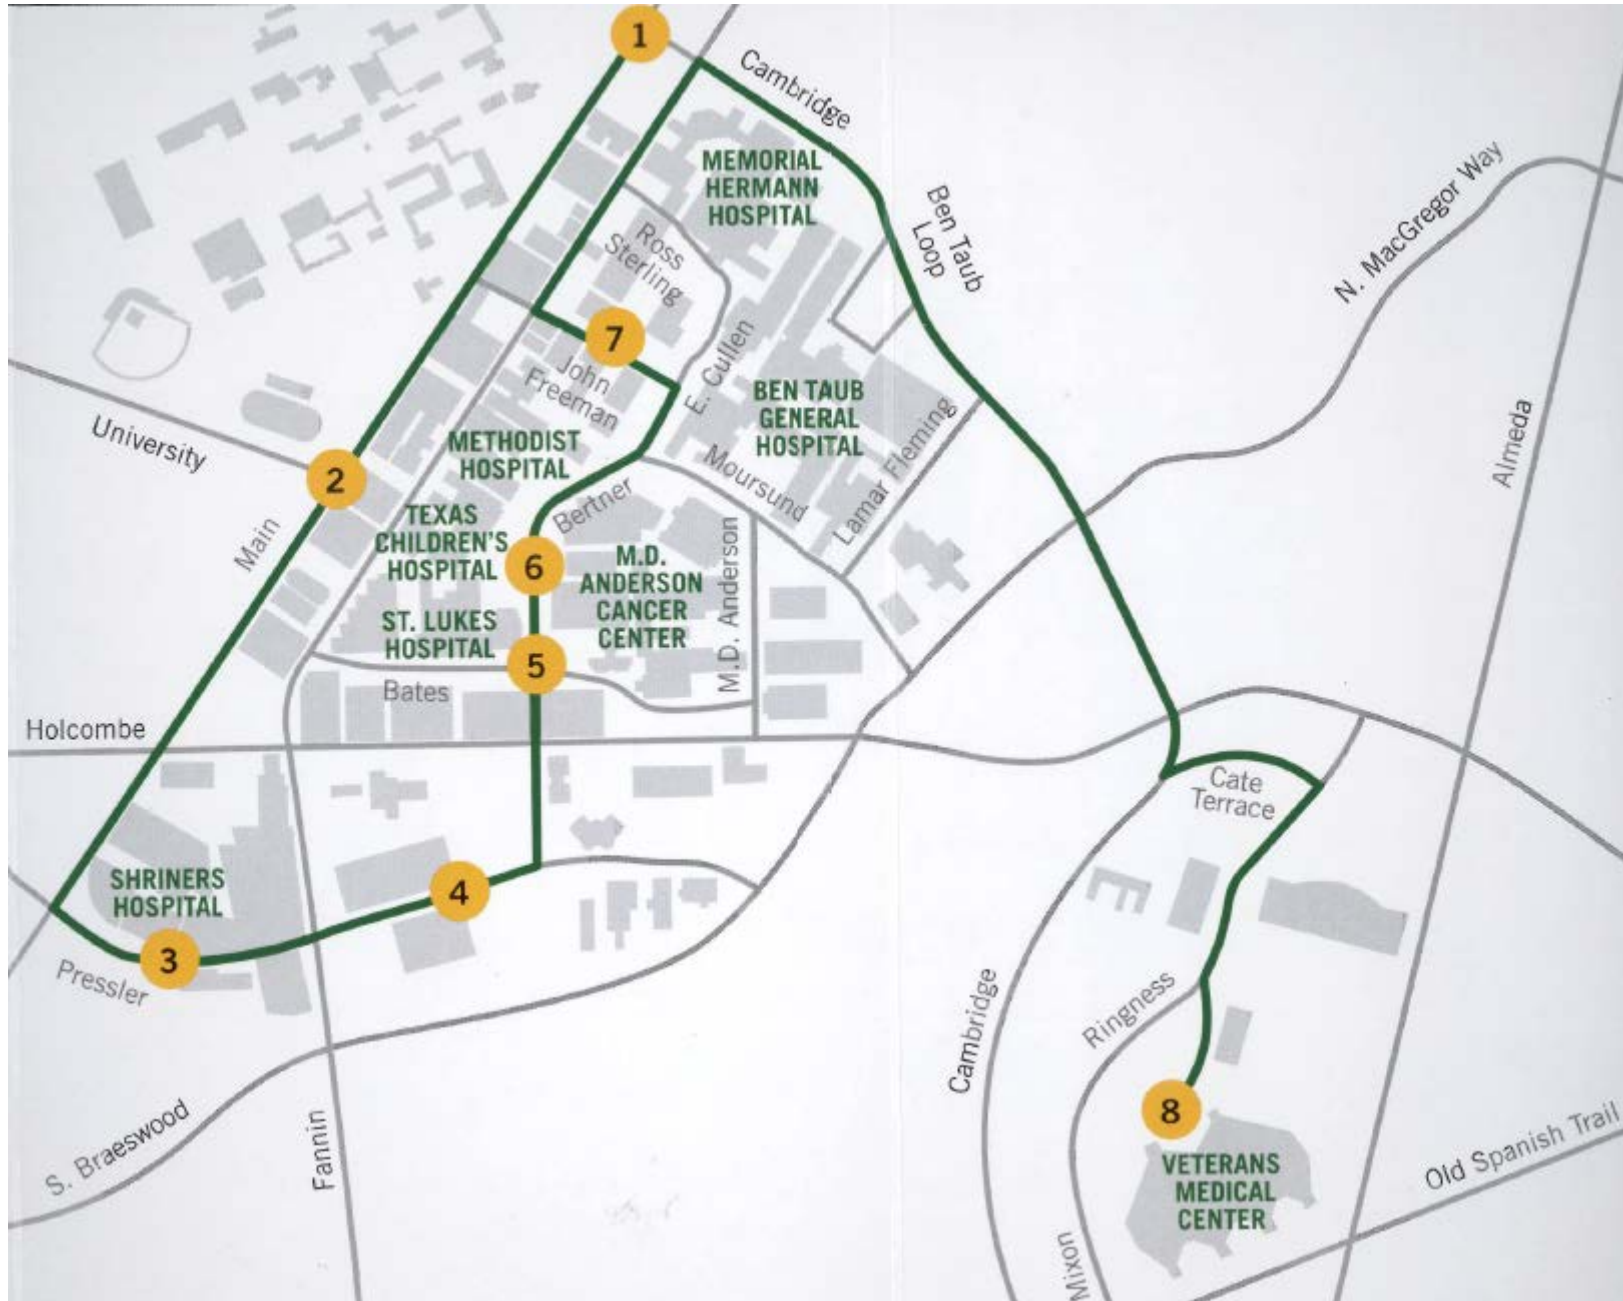 1
Cambridge
MEMORIAL
HERMANN
HOSPITAL
Ben Taub
Loop
N. MacGregor Way
Ross
Sterling
7
John
Freeman
E. Cullen
BEN TAUB
GENERAL
HOSPITAL
Almeda
University
2
METHODIST
HOSPITAL
Moursund
Lamar Fleming
Main
TEXAS
CHILDREN'S
HOSPITAL
Bertner
6
M.D.
ANDERSON
CANCER
CENTER
M.D. Anderson
ST. LUKES
HOSPITAL
5
Bates
Holcombe
Cate
Terrace
SHRINERS
HOSPITAL
4
3
Pressler
Cambridge
Ringness
S. Braeswood
Fannin
8
VETERANS
MEDICAL
CENTER
Old Spanish Trail
Mixon